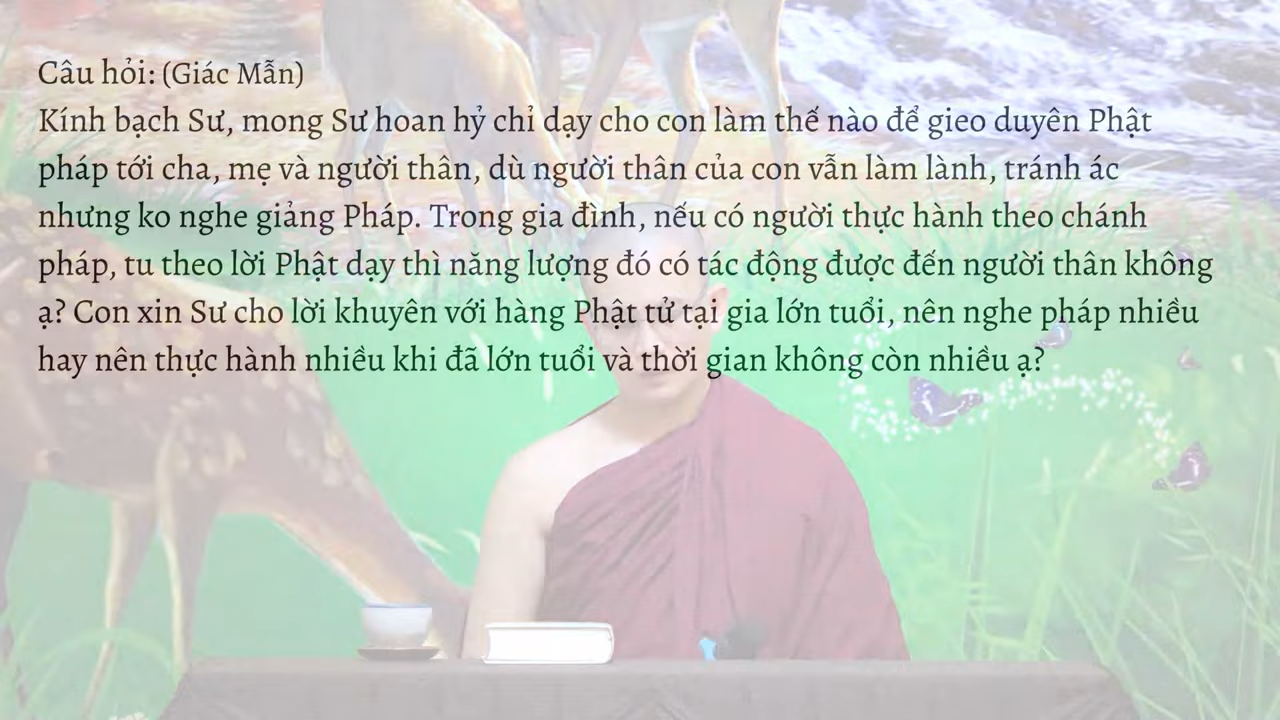 Câu hỏi: (Giác Mẫn)
Kính bạch Sư, mong Sư hoan hỷ chỉ dạy cho con làm thế nào để gieo duyên Phật
pháp tới cha, mẹ và người thân, dù người thân của con vẫn làm lành, tránh ác
nhưng ko nghe giảng Pháp. Trong gia đình, nếu có người thực hành theo chánh
pháp, tu theo lời Phật dạy thì năng lượng đó có tác động được đến người thân không
ạ? Con xin Sư cho lời khuyên với hàng Phật tử tại gia lớn tuổi, nên nghe pháp nhiều
hay nên thực hành nhiều khi đã lớn tuổi và thời gian không còn nhiều ạ?